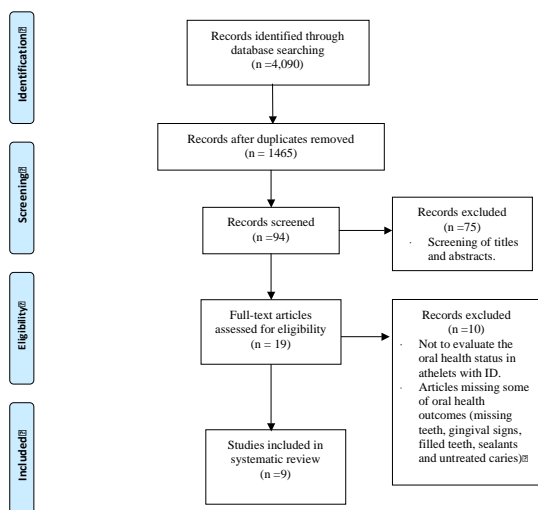 Identification
Records identified through
database searching
(n =4,090)
Records after duplicates removed
(n = 1465)
Screening
Records screened
(n =94)
Records excluded
(n =75)
· Screening of titles
and abstracts.
Eligibility
Full-text articles
assessed for eligibility
(n = 19)
Records excluded
(n =10)
· Not to evaluate the
oral health status in
athelets with ID.
· Articles missing some
of oral health
outcomes (missing
teeth, gingival signs,
filled teeth, sealants
and untreated caries)
Included
Studies included in
systematic review
(n =9)